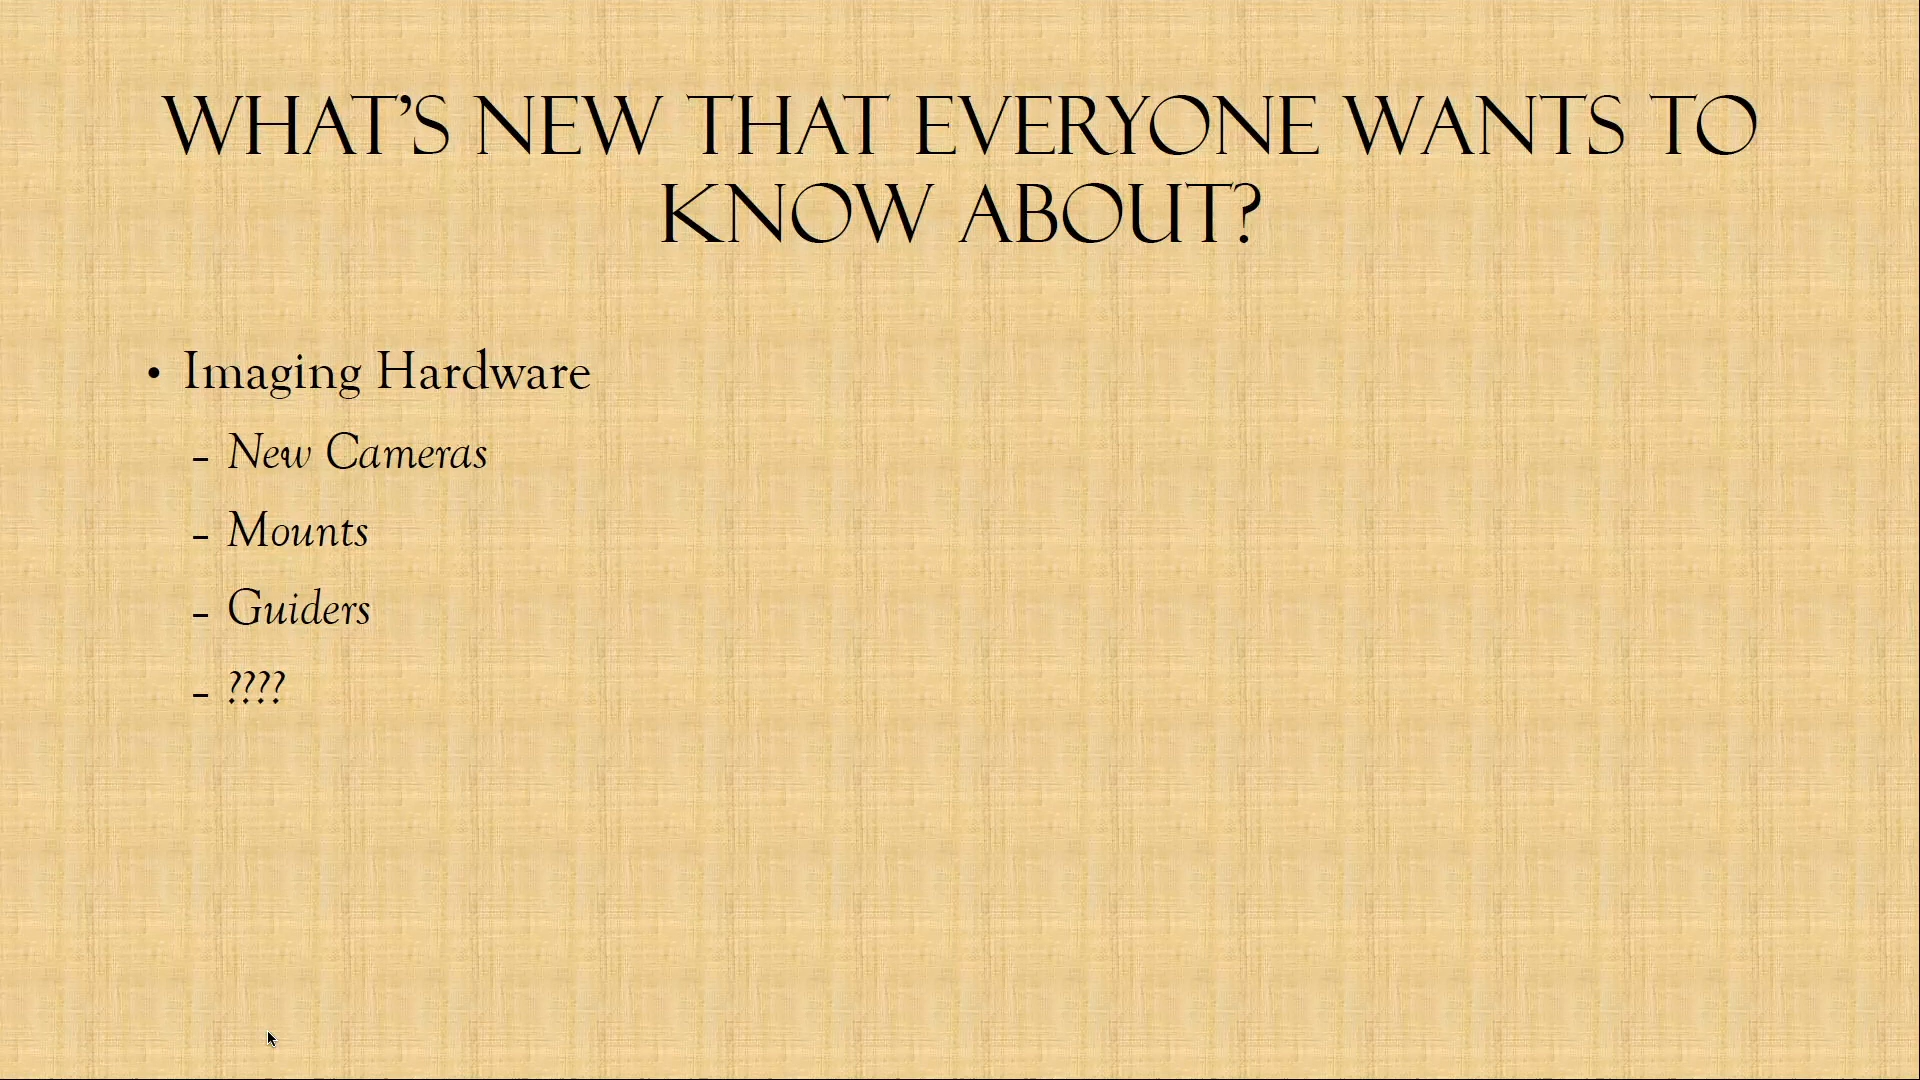 WHAT'S NEW THAT EVERYONE WANTS TO
KNOW ABOUT?
• Imaging Hardware
– New Cameras
– Mounts
– Guiders
– ????